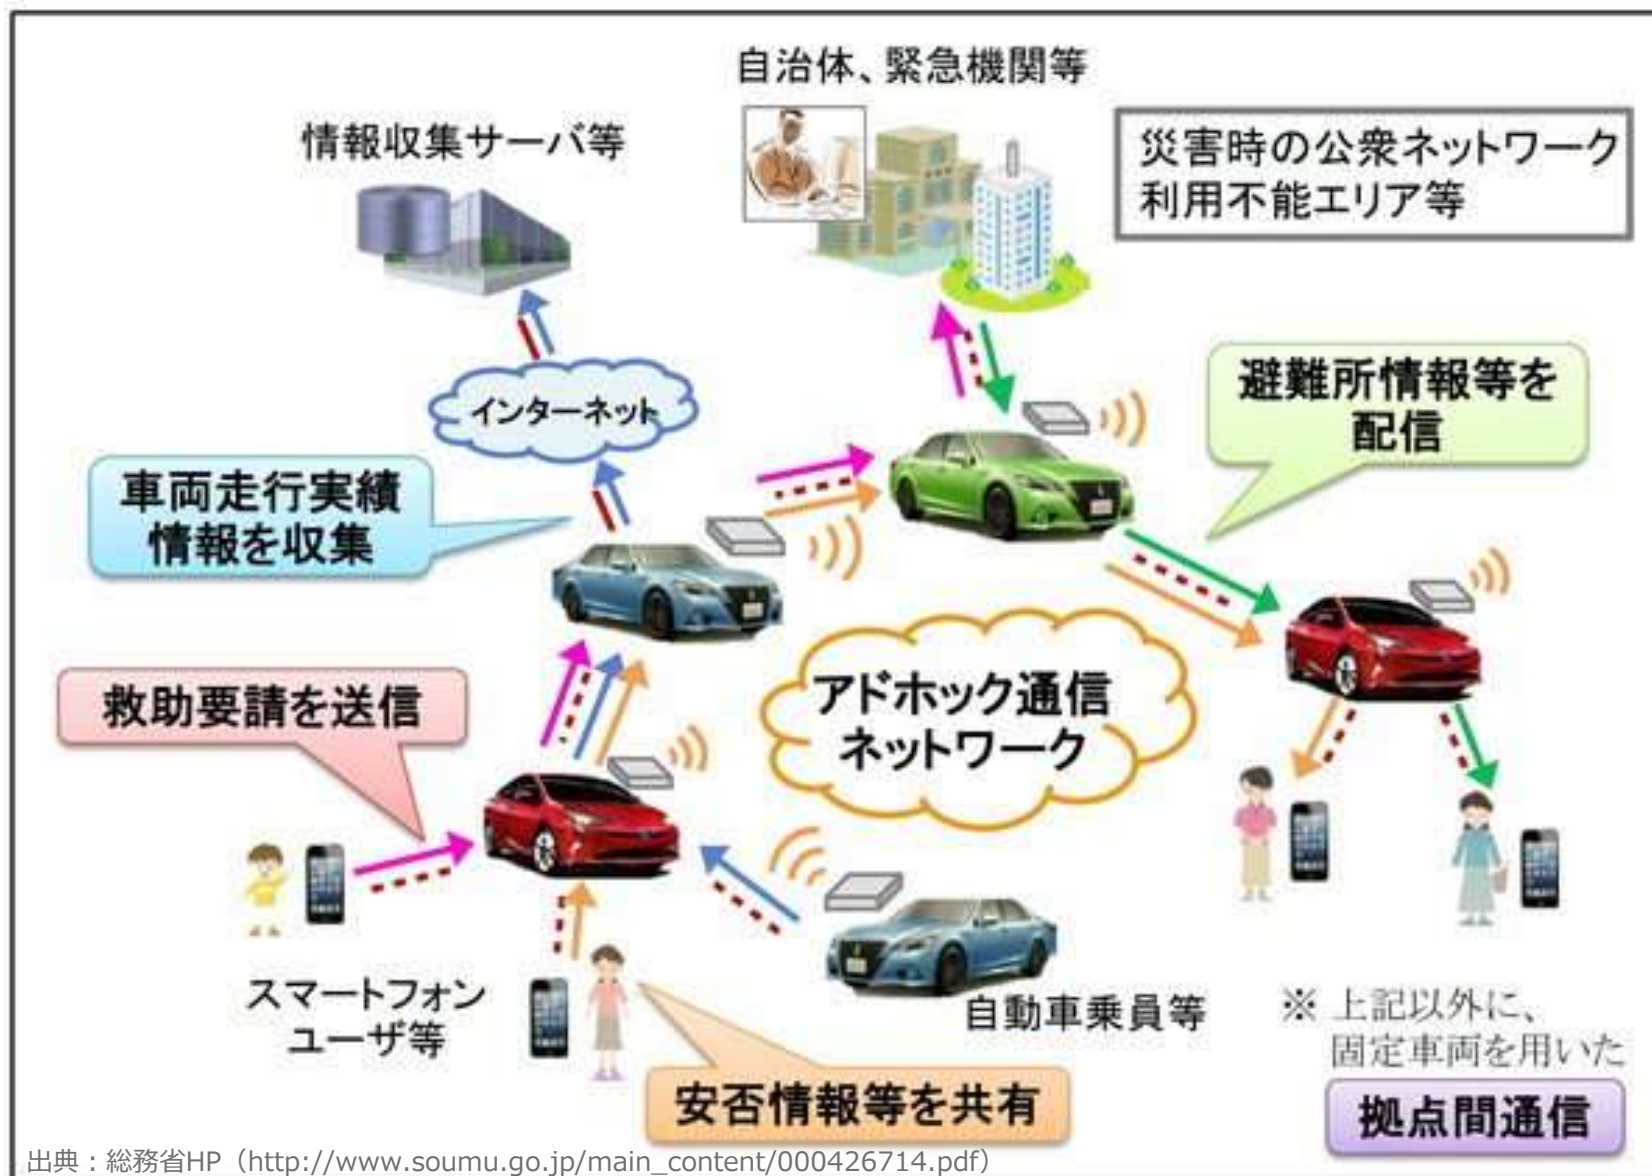 自治体、緊急機関等
情報収集サーバ等
災害時の公衆ネットワーク
利用不能エリア等
インターネット
避難所情報等を
配信
車両走行実績
情報を収集
救助要請を送信
アドホック通信
ネットワーク
スマートフォン
ユーザ等
自動車乗員等
※ 上記以外に、
固定車両を用いた
安否情報等を共有
拠点間通信
出典：総務省HP（http://www.soumu.go.jp/main_content/000426714.pdf）